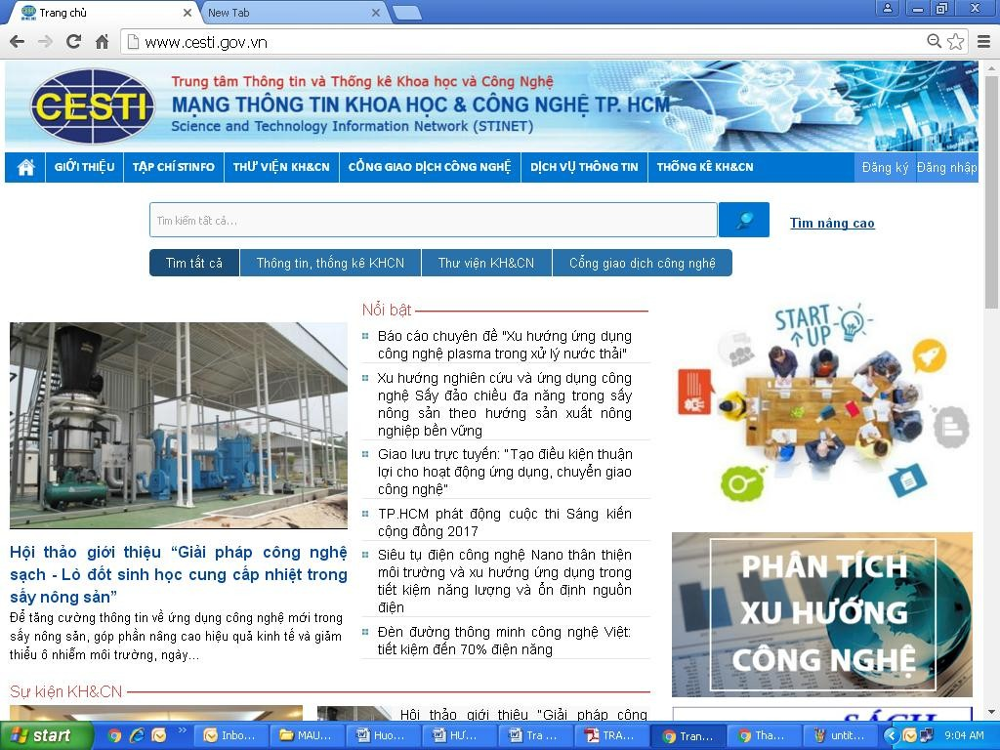 Trang chủ
New Tab
www.cesti.gov.vn
CESTI
Trung tâm Thông tin và Thống kê Khoa học và Công Nghệ
MẠNG THÔNG TIN KHOA HỌC & CÔNG NGHỆ TP. HCM
Science and Technology Information Network (STINET)
GIỚI THIỆU
TẠP CHÍ STINFO
THƯ VIỆN KH&CN
CỔNG GIAO DỊCH CÔNG NGHỆ
DỊCH VỤ THÔNG TIN
THỐNG KÊ KH&CN
Đăng ký
Đăng nhập
Tìm kiếm tất cả...
Tìm nâng cao
Tìm tất cả
Thông tin, thống kê KHCN
Thư viện KH&CN
Cổng giao dịch công nghệ
Hội thảo giới thiệu “Giải pháp công nghệ
sạch - Lò đốt sinh học cung cấp nhiệt trong
sấy nông sản”
Để tăng cường thông tin về ứng dụng công nghệ mới trong
sấy nông sản, góp phần nâng cao hiệu quả kinh tế và giảm
thiểu ô nhiễm môi trường, ngày...
Nổi bật
Báo cáo chuyên đề "Xu hướng ứng dụng
công nghệ plasma trong xử lý nước thải"
Xu hướng nghiên cứu và ứng dụng công
nghệ Sấy đảo chiều đa năng trong sấy
nông sản theo hướng sản xuất nông
nghiệp bền vững
Giao lưu trực tuyến: "Tạo điều kiện thuận
lợi cho hoạt động ứng dụng, chuyển giao
công nghệ"
TP.HCM phát động cuộc thi Sáng kiến
cộng đồng 2017
Siêu tụ điện công nghệ Nano thân thiện
môi trường và xu hướng ứng dụng trong
tiết kiệm năng lượng và ổn định nguồn
điện
Đèn đường thông minh công nghệ Việt:
tiết kiệm đến 70% điện năng
START
UP
PHÂN TÍCH
XU HƯỚNG
CÔNG NGHỆ
Sự kiện KH&CN
Hội thảo giới thiệu “Giải pháp công
SÁCH
start
Inbo...
MAU...
Huo...
HƯ...
Tra ...
TRA...
Tran...
Tha...
untit...
9:04 AM